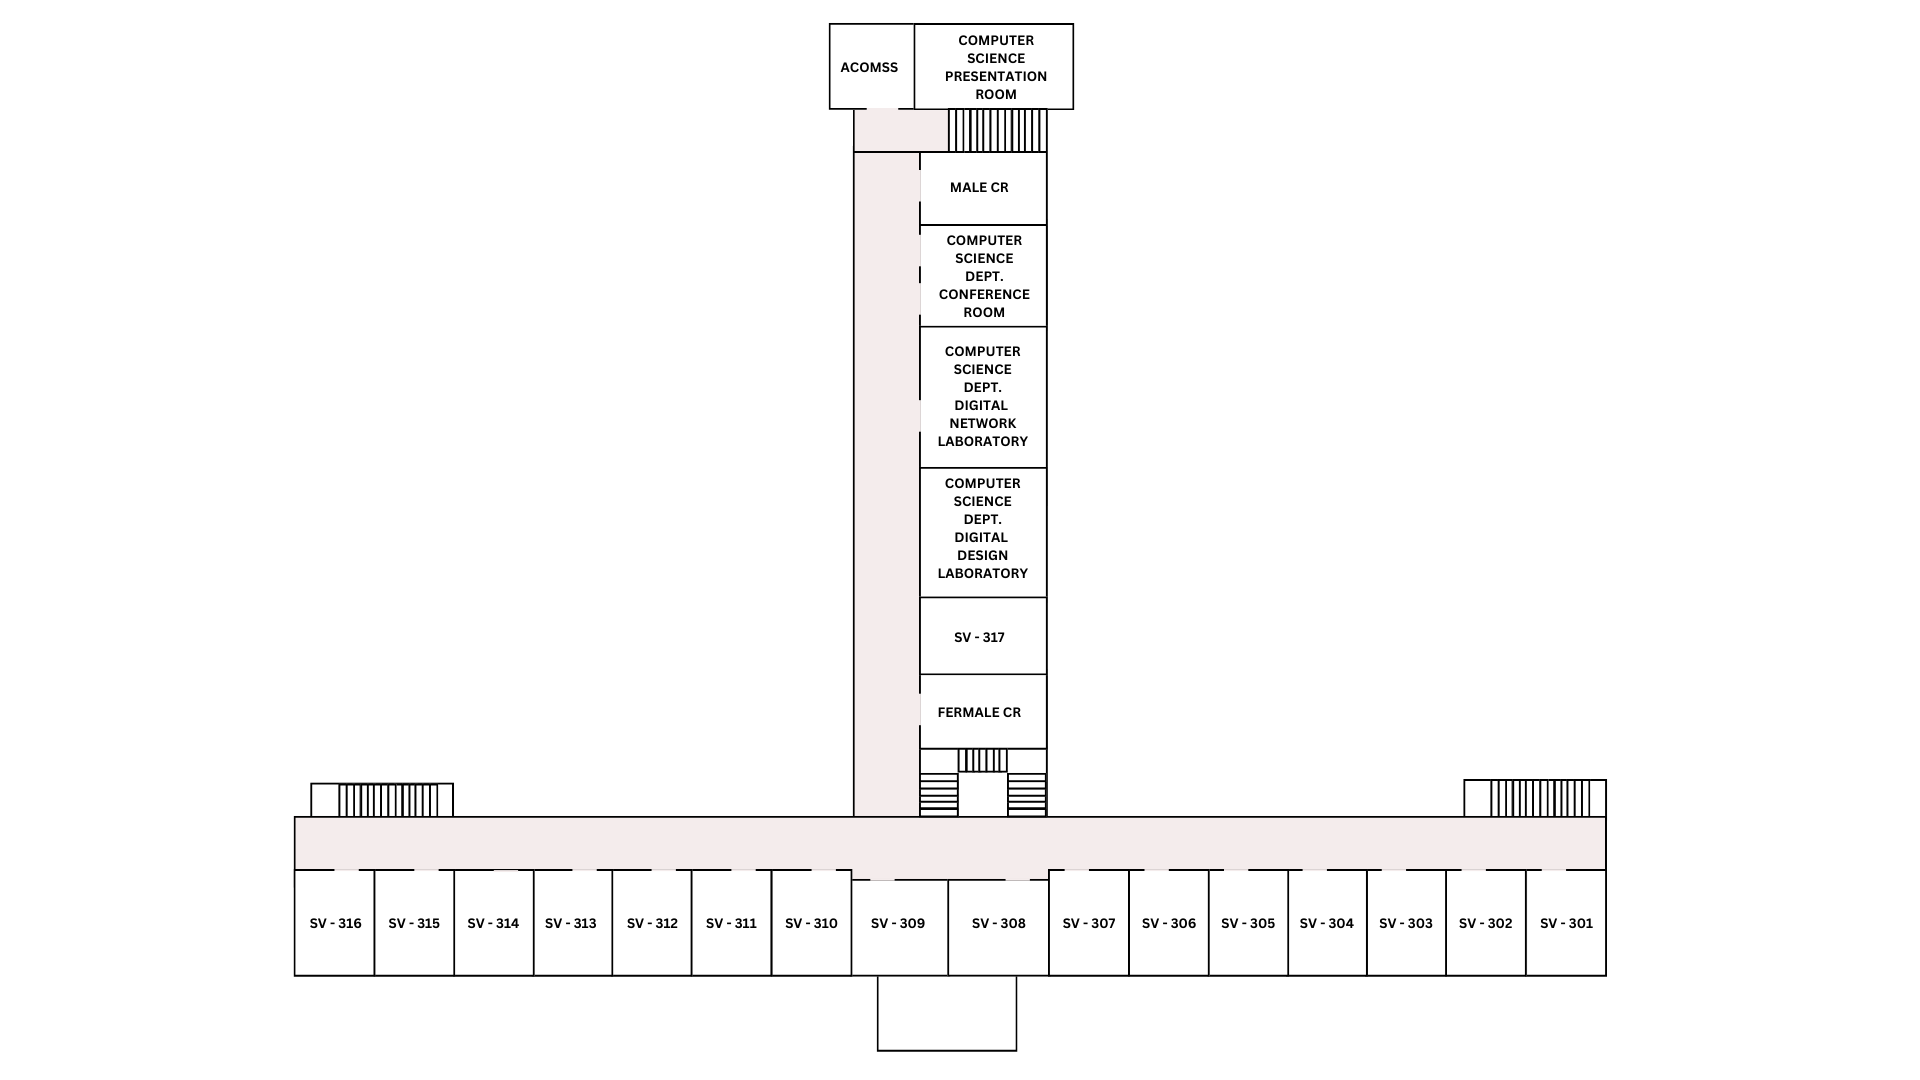 ACOMSS
COMPUTER
SCIENCE
PRESENTATION
ROOM
MALE CR
COMPUTER
SCIENCE
DEPT.
CONFERENCE
ROOM
COMPUTER
SCIENCE
DEPT.
DIGITAL
NETWORK
LABORATORY
COMPUTER
SCIENCE
DEPT.
DIGITAL
DESIGN
LABORATORY
SV - 317
FERMALE CR
SV - 316
SV - 315
SV - 314
SV - 313
SV - 312
SV - 311
SV - 310
SV - 309
SV - 308
SV - 307
SV - 306
SV - 305
SV - 304
SV - 303
SV - 302
SV - 301